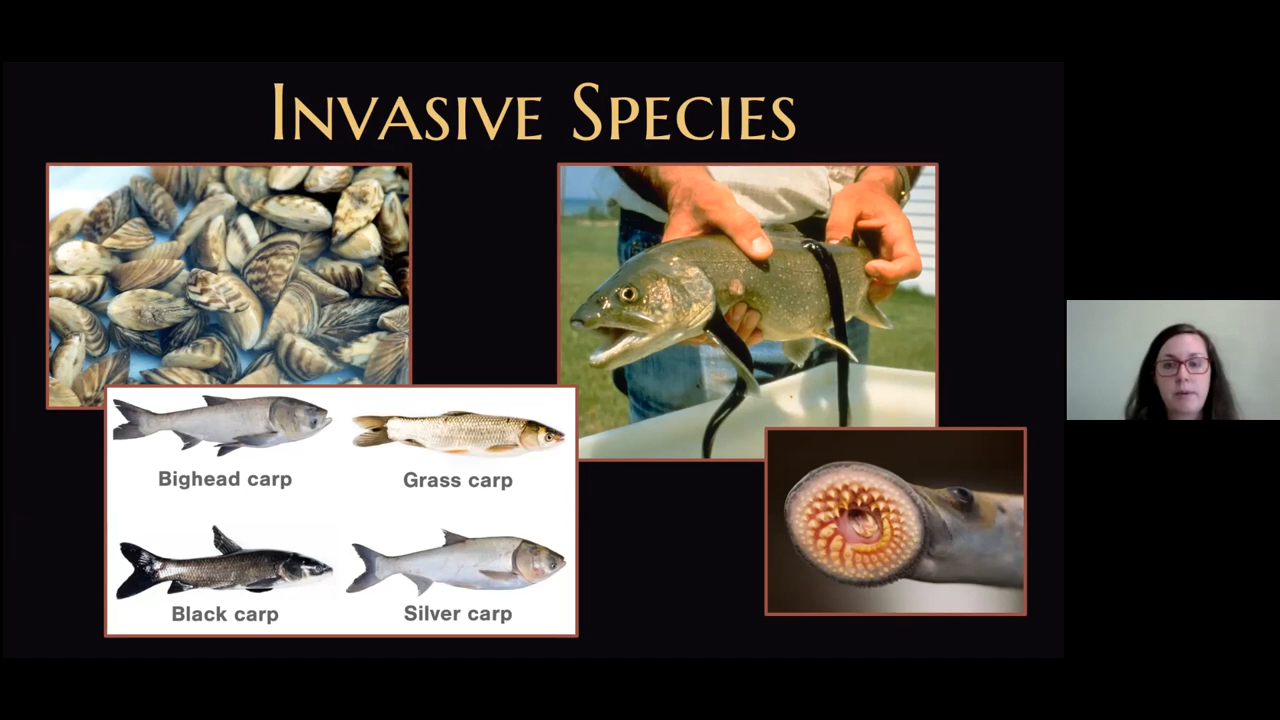 Invasive Species
Bighead carp
Grass carp
Black carp
Silver carp